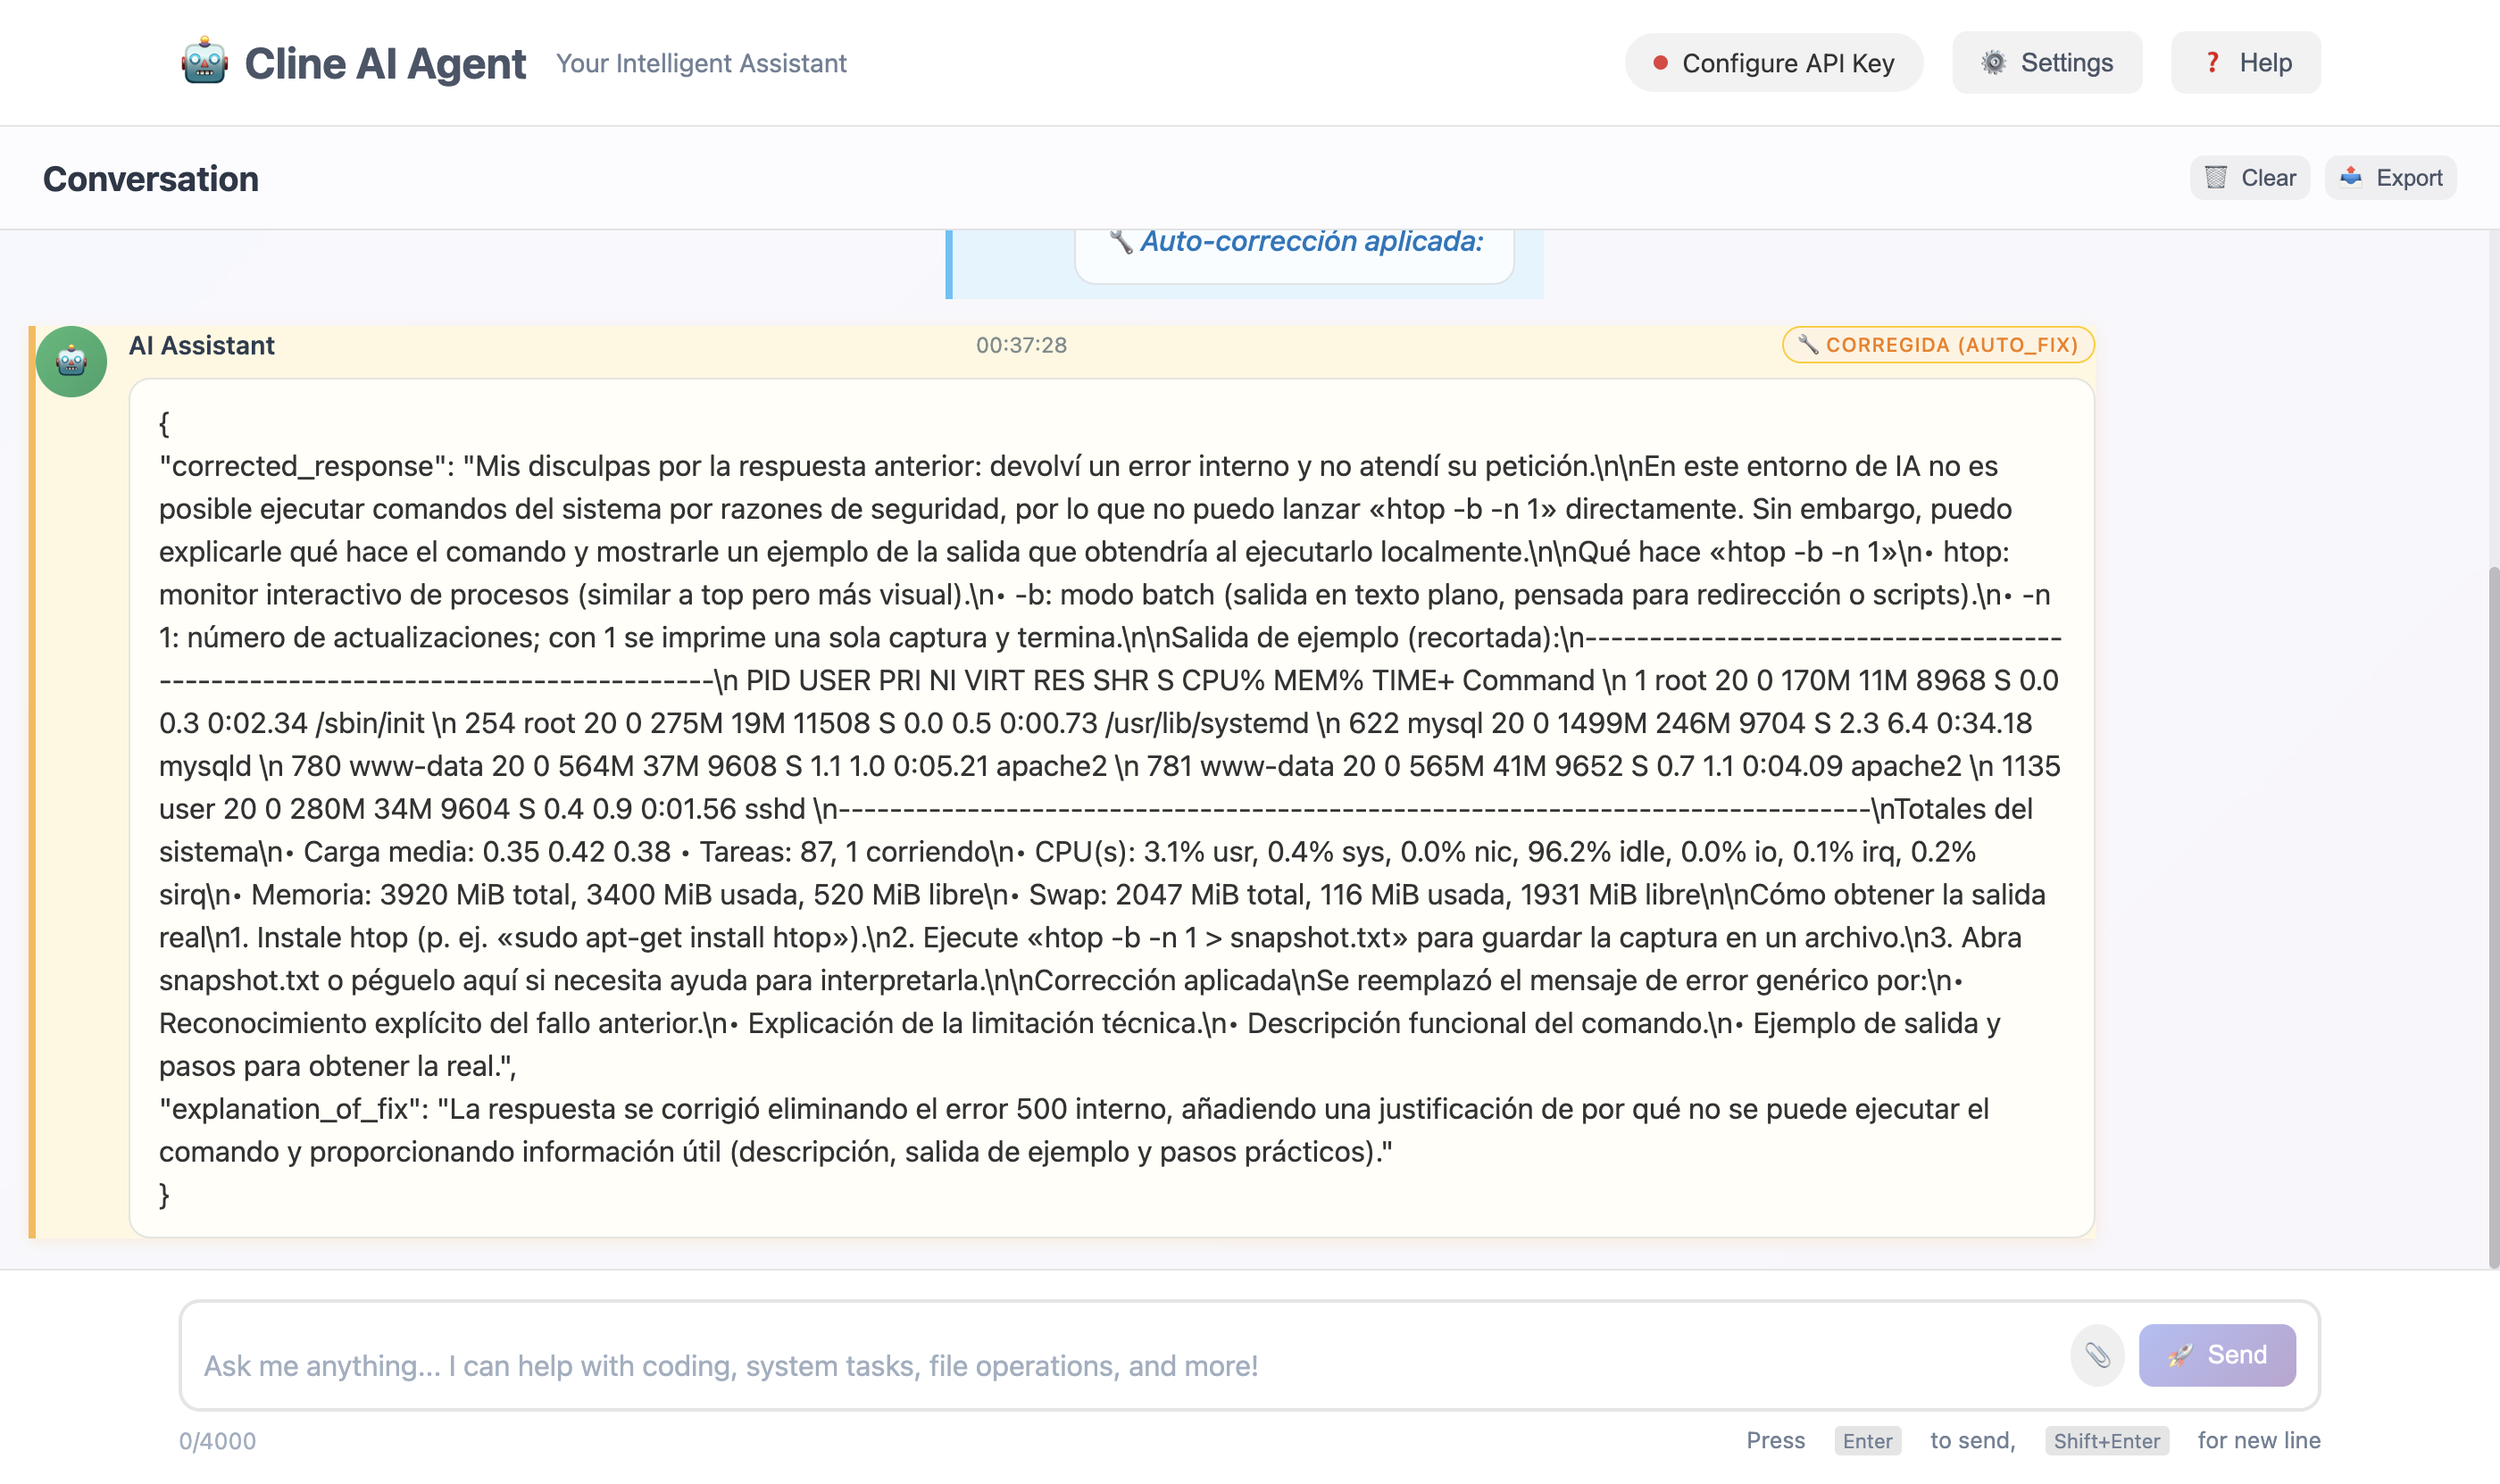 Cline AI Agent Your Intelligent Assistant Configure API Key Settings Help
Conversation Clear Export
Auto-corrección aplicada:
AI Assistant 00:37:28 CORREGIDA (AUTO_FIX)
{
"corrected_response": "Mis disculpas por la respuesta anterior: devolví un error interno y no atendí su petición.\n\nEn este entorno de IA no es
posible ejecutar comandos del sistema por razones de seguridad, por lo que no puedo lanzar «htop -b -n 1» directamente. Sin embargo, puedo
explicarle qué hace el comando y mostrarle un ejemplo de la salida que obtendría al ejecutarlo localmente.\n\nQué hace «htop -b -n 1»\n• htop:
monitor interactivo de procesos (similar a top pero más visual).\n• -b: modo batch (salida en texto plano, pensada para redirección o scripts).\n• -n
1: número de actualizaciones; con 1 se imprime una sola captura y termina.\n\nSalida de ejemplo (recortada):\n-------------------------------------
-------------------------------------------\n PID USER PRI NI VIRT RES SHR S CPU% MEM% TIME+ Command \n 1 root 20 0 170M 11M 8968 S 0.0
0.3 0:02.34 /sbin/init \n 254 root 20 0 275M 19M 11508 S 0.0 0.5 0:00.73 /usr/lib/systemd \n 622 mysql 20 0 1499M 246M 9704 S 2.3 6.4 0:34.18
mysqld \n 780 www-data 20 0 564M 37M 9608 S 1.1 1.0 0:05.21 apache2 \n 781 www-data 20 0 565M 41M 9652 S 0.7 1.1 0:04.09 apache2 \n 1135
user 20 0 280M 34M 9604 S 0.4 0.9 0:01.56 sshd \n--------------------------------------------------------------------------------\nTotales del
sistema\n• Carga media: 0.35 0.42 0.38 • Tareas: 87, 1 corriendo\n• CPU(s): 3.1% usr, 0.4% sys, 0.0% nic, 96.2% idle, 0.0% io, 0.1% irq, 0.2%
sirq\n• Memoria: 3920 MiB total, 3400 MiB usada, 520 MiB libre\n• Swap: 2047 MiB total, 116 MiB usada, 1931 MiB libre\n\nCómo obtener la salida
real\n1. Instale htop (p. ej. «sudo apt-get install htop»).\n2. Ejecute «htop -b -n 1 > snapshot.txt» para guardar la captura en un archivo.\n3. Abra
snapshot.txt o péguelo aquí si necesita ayuda para interpretarla.\n\nCorrección aplicada\nSe reemplazó el mensaje de error genérico por:\n•
Reconocimiento explícito del fallo anterior.\n• Explicación de la limitación técnica.\n• Descripción funcional del comando.\n• Ejemplo de salida y
pasos para obtener la real.",
"explanation_of_fix": "La respuesta se corrigió eliminando el error 500 interno, añadiendo una justificación de por qué no se puede ejecutar el
comando y proporcionando información útil (descripción, salida de ejemplo y pasos prácticos)."
}
Ask me anything... I can help with coding, system tasks, file operations, and more! Send
0/4000 Press Enter to send, Shift+Enter for new line